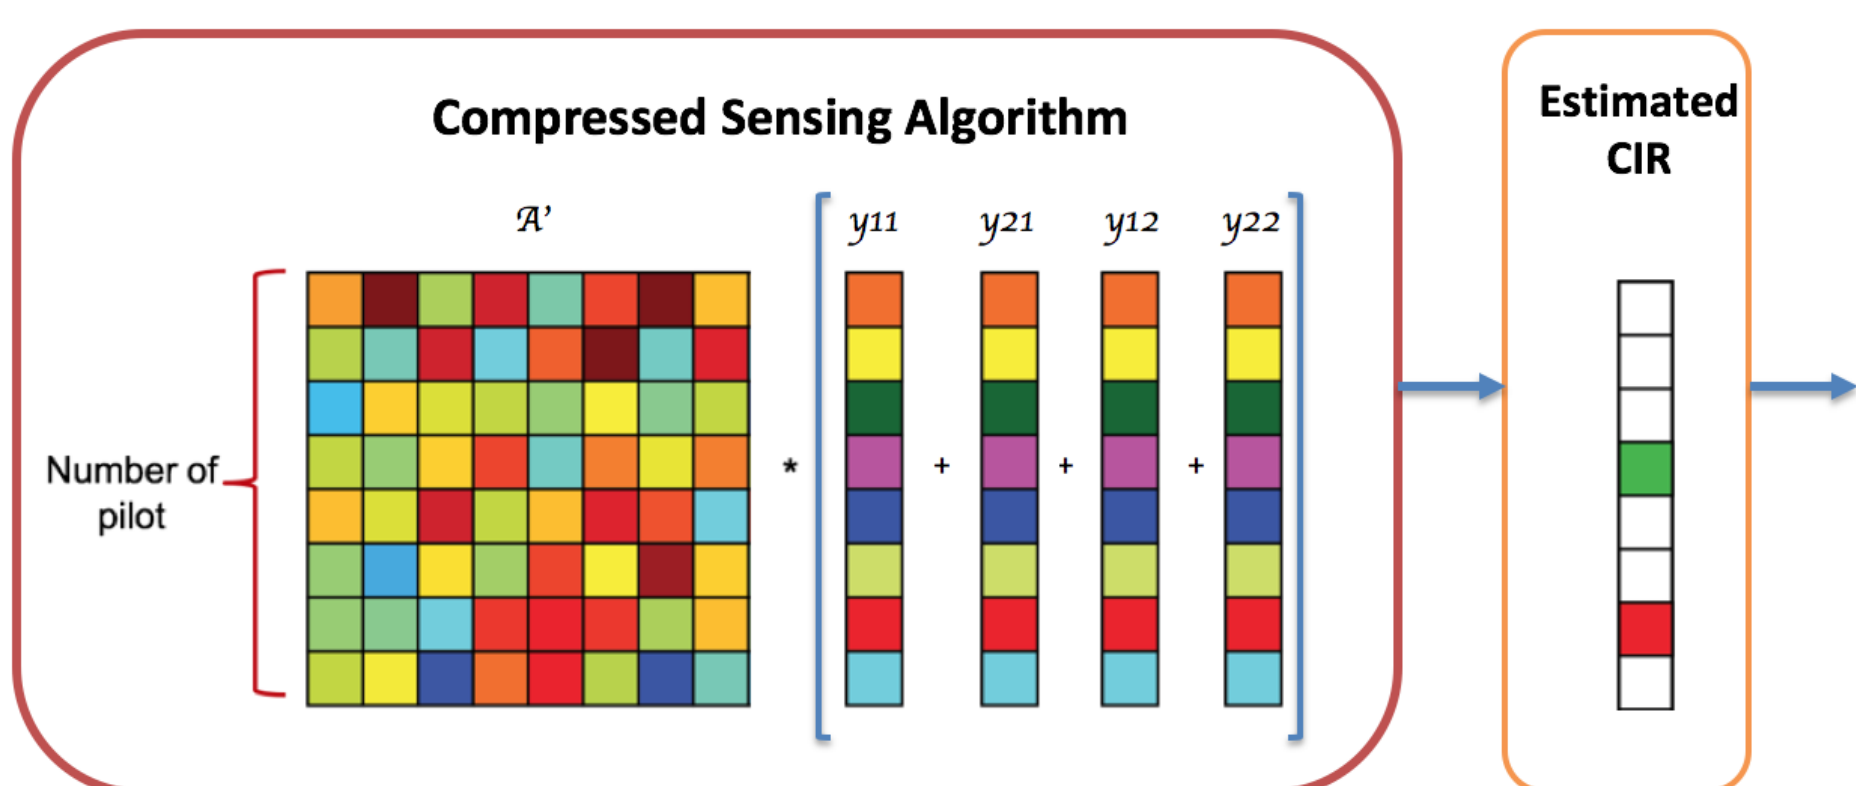 Compressed Sensing Algorithm
A’
y11 y21 y12 y22
Number of
pilot
* + + +
Estimated
CIR